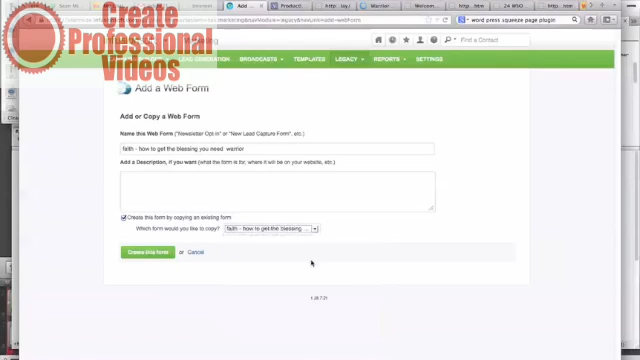 Create
Professional
Videos
word press squeeze page plugin
Find a Contact
LEAD GENERATION BROADCASTS TEMPLATES LEGACY REPORTS SETTINGS
Add a Web Form
Add or Copy a Web Form
Name this Web Form ("Newsletter Opt-in" or "New Lead Capture Form", etc.)
faith - how to get the blessing you need warrior
Add a Description, if you want (what the form is for, where it will be on your website, etc.)
Create this form by copying an existing form
Which form would you like to copy? faith - how to get the blessing ...
Create this form or Cancel